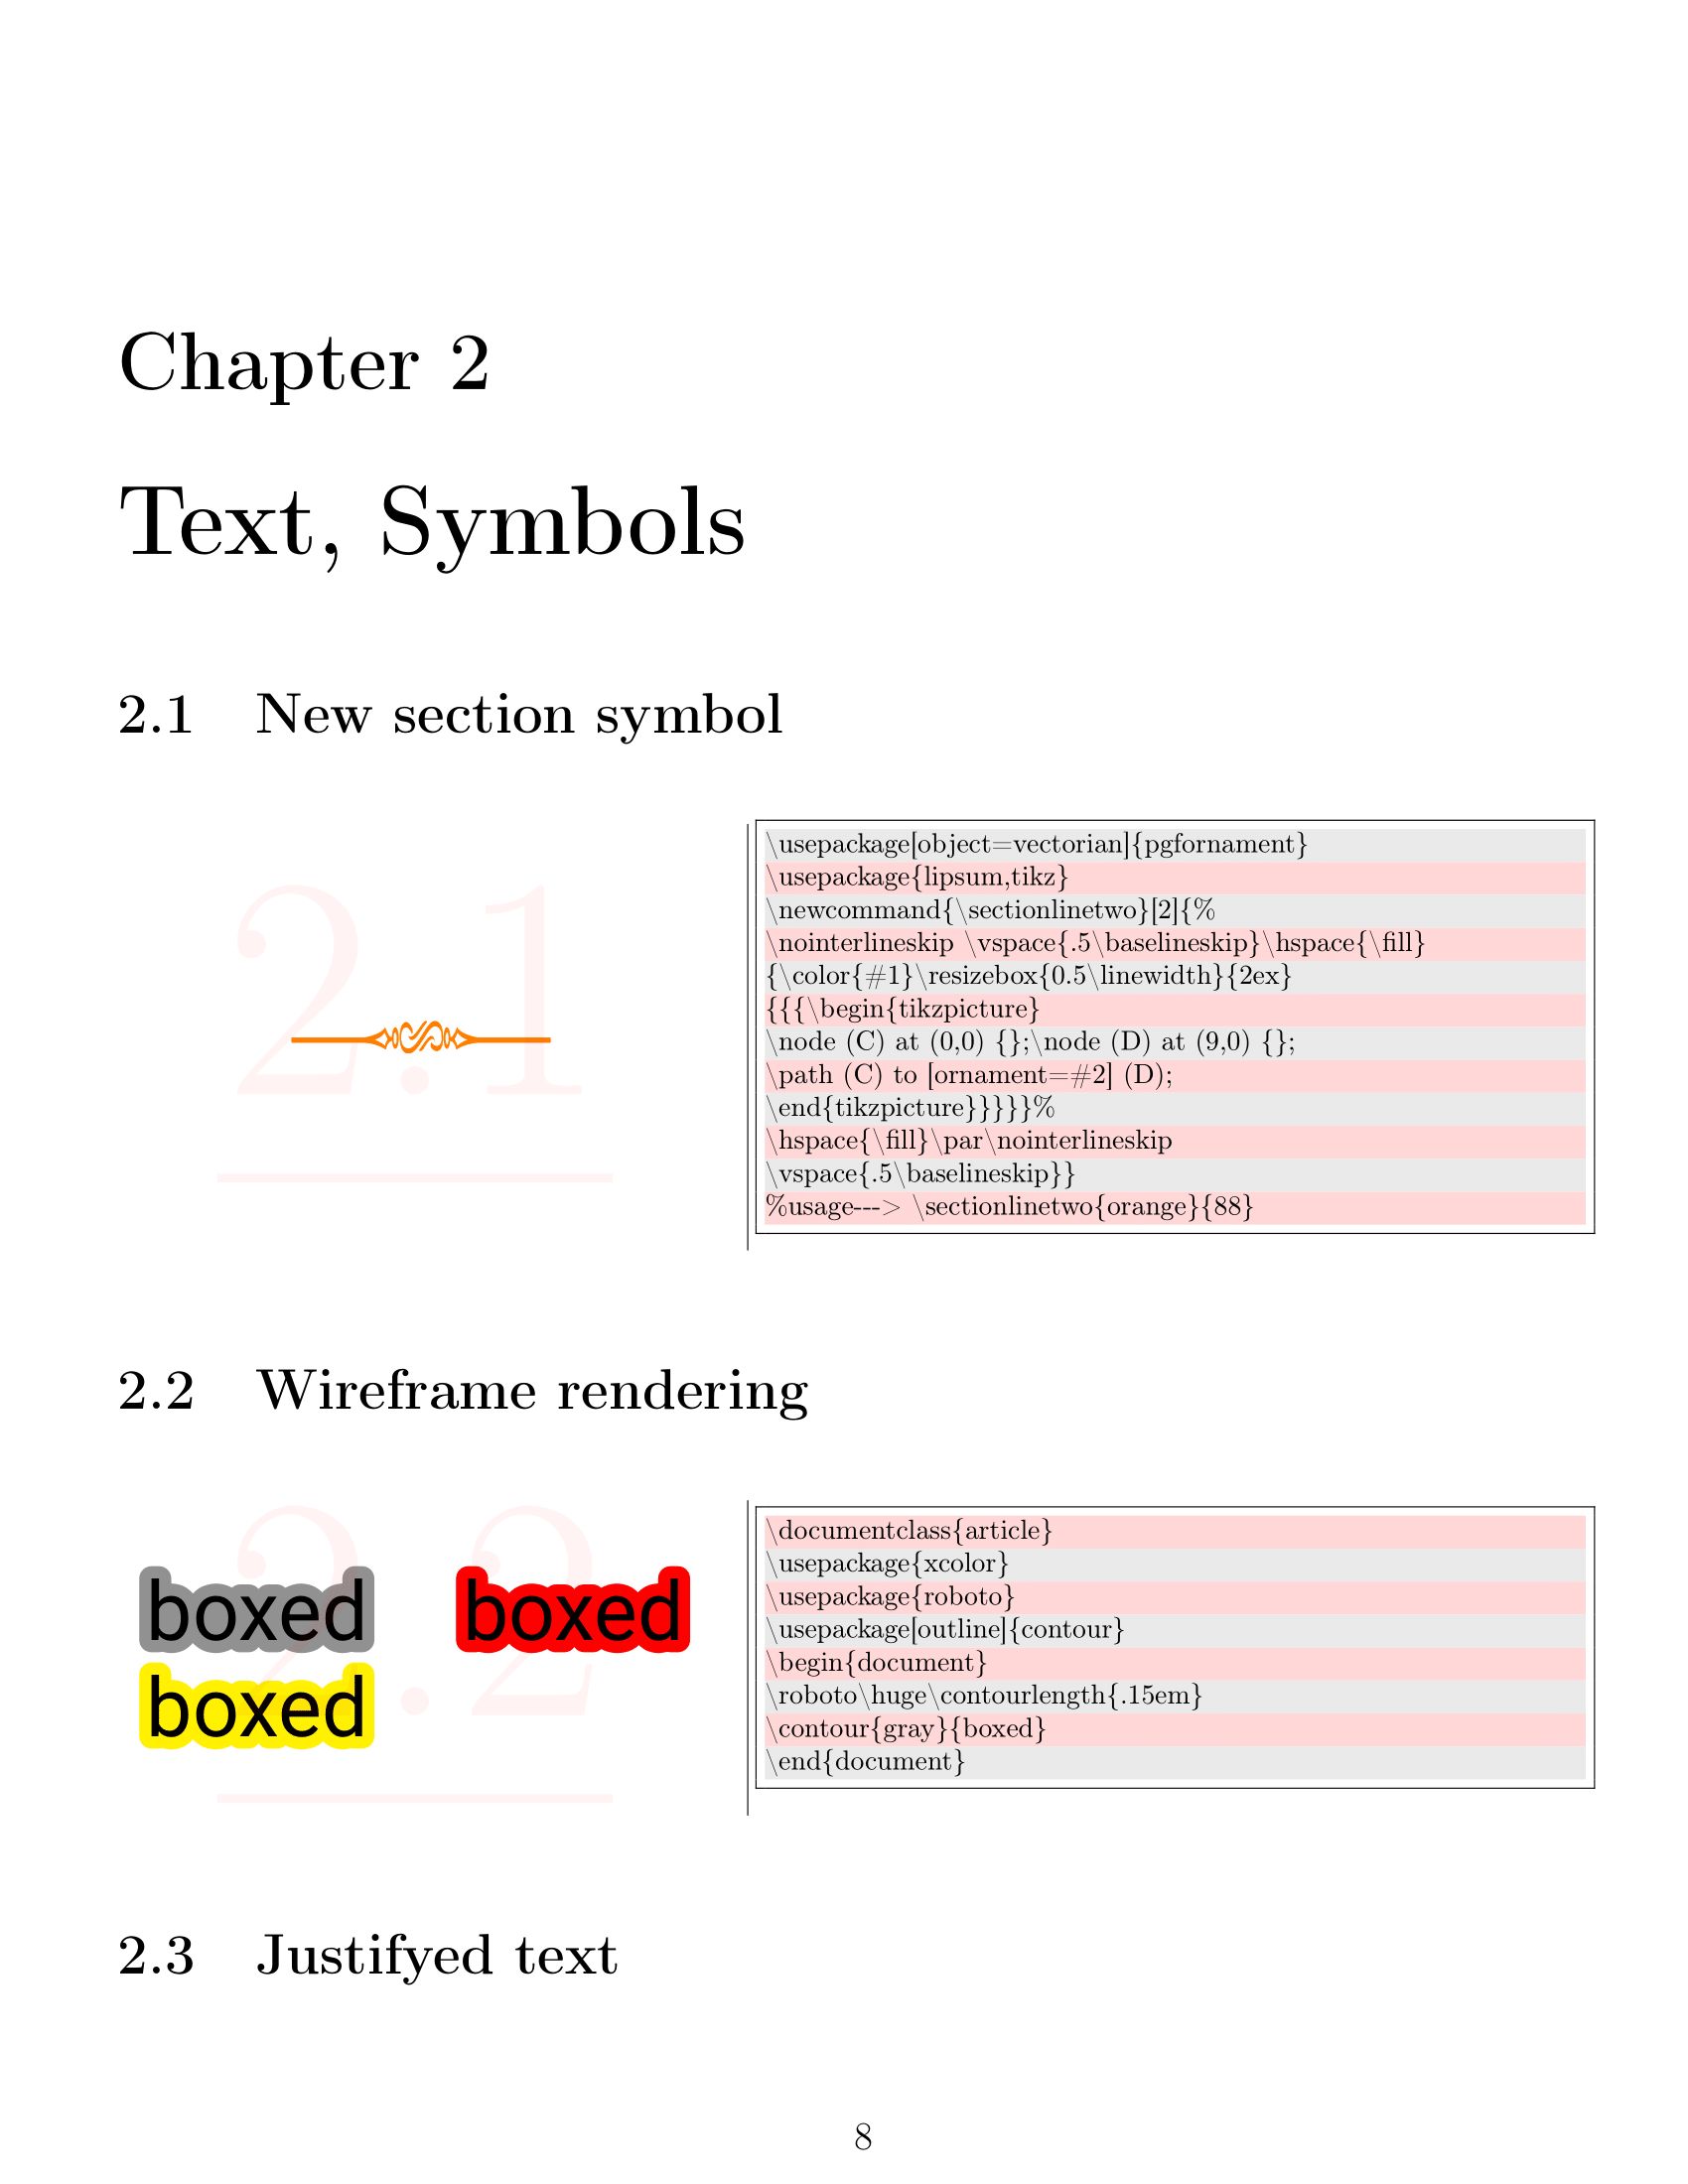 Chapter 2
Text, Symbols
2.1 New section symbol
2.1
\usepackage[object=vectorian]{pgfornament}
\usepackage{lipsum,tikz}
\newcommand{\sectionlinetwo}[2]{%
\nointerlineskip \vspace{.5\baselineskip}\hspace{\fill}
{\color{#1}\resizebox{0.5\linewidth}{2ex}
{{{\begin{tikzpicture}
\node (C) at (0,0) {};\node (D) at (9,0) {};
\path (C) to [ornament=#2] (D);
\end{tikzpicture}}}}}%
\hspace{\fill}\par\nointerlineskip
\vspace{.5\baselineskip}}
%usage---> \sectionlinetwo{orange}{88}
2.2 Wireframe rendering
2.2
boxed boxed
boxed
\documentclass{article}
\usepackage{xcolor}
\usepackage{roboto}
\usepackage[outline]{contour}
\begin{document}
\roboto\huge\contourlength{.15em}
\contour{gray}{boxed}
\end{document}
2.3 Justifyed text
8